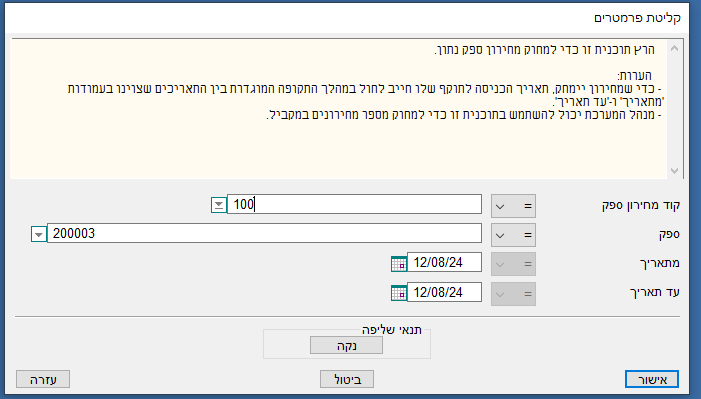 קליטת פרמטרים
הרץ תוכנית זו כדי למחוק מחירון ספק נתון.
הערות:
- כדי שמחירון יימחק, תאריך הכניסה לתוקף שלו חייב לחול במהלך התקופה המוגדרת בין התאריכים שצוינו בעמודות
'מתאריך' ו-'עד תאריך'.
- מנהל המערכת יכול להשתמש בתוכנית זו כדי למחוק מספר מחירונים במקביל.
קוד מחירון ספק = 100
ספק = 200003
מתאריך = 12/08/24
עד תאריך = 12/08/24
תנאי שליפה
נקה
אישור ביטול עזרה